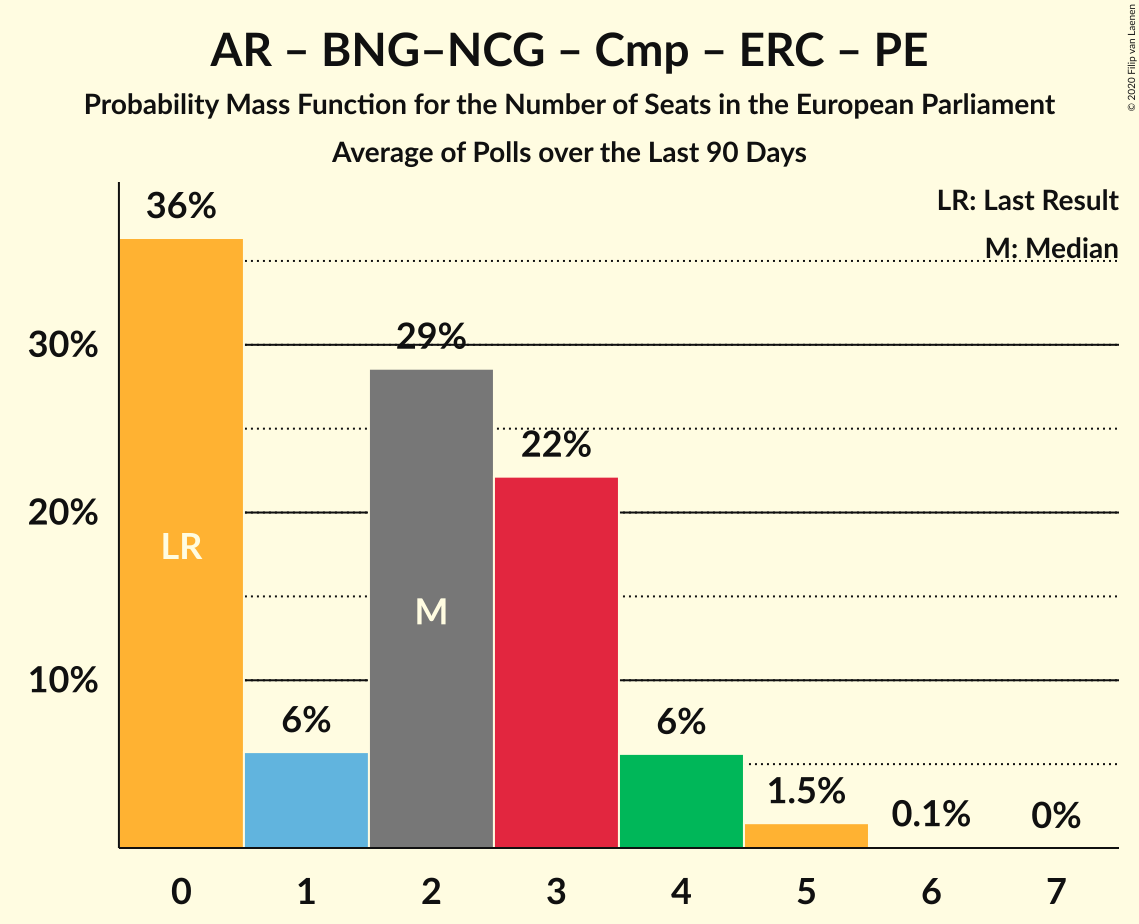 AR – BNG–NCG – Cmp – ERC – PE
Probability Mass Function for the Number of Seats in the European Parliament
Average of Polls over the Last 90 Days
© 2020 Filip van Laenen
LR: Last Result
M: Median
36%
29%
22%
6%
6%
1.5%
0.1%
0%
LR
M
30%
20%
10%
0 1 2 3 4 5 6 7